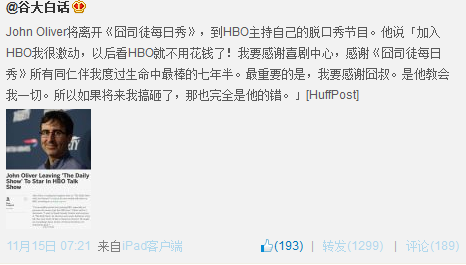 @谷大白话
John Oliver将离开《囧司徒每日秀》，到HBO主持自己的脱口秀节目。他说「加入
HBO我很激动，以后看HBO就不用花钱了！我要感谢喜剧中心，感谢《囧司徒每日
秀》所有同仁伴我度过生命中最棒的七年半。最重要的是，我要感谢囧叔。是他教会
我一切。所以如果将来我搞砸了，那也完全是他的错。」[HuffPost]
John Oliver Leaving 'The Daily
Show' To Star In HBO Talk
Show
11月15日 07:21 来自iPad客户端
(193) | 转发(1299) | 评论(189)